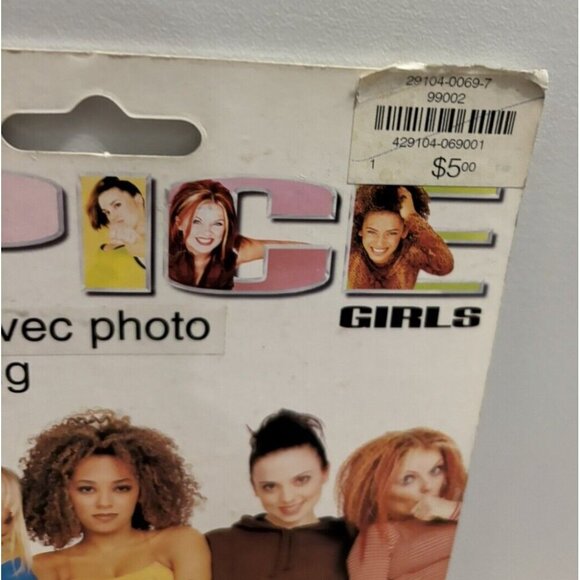 29104-0069-7
99002
429104-069001
1 $5.00
PICE
GIRLS
vec photo
g